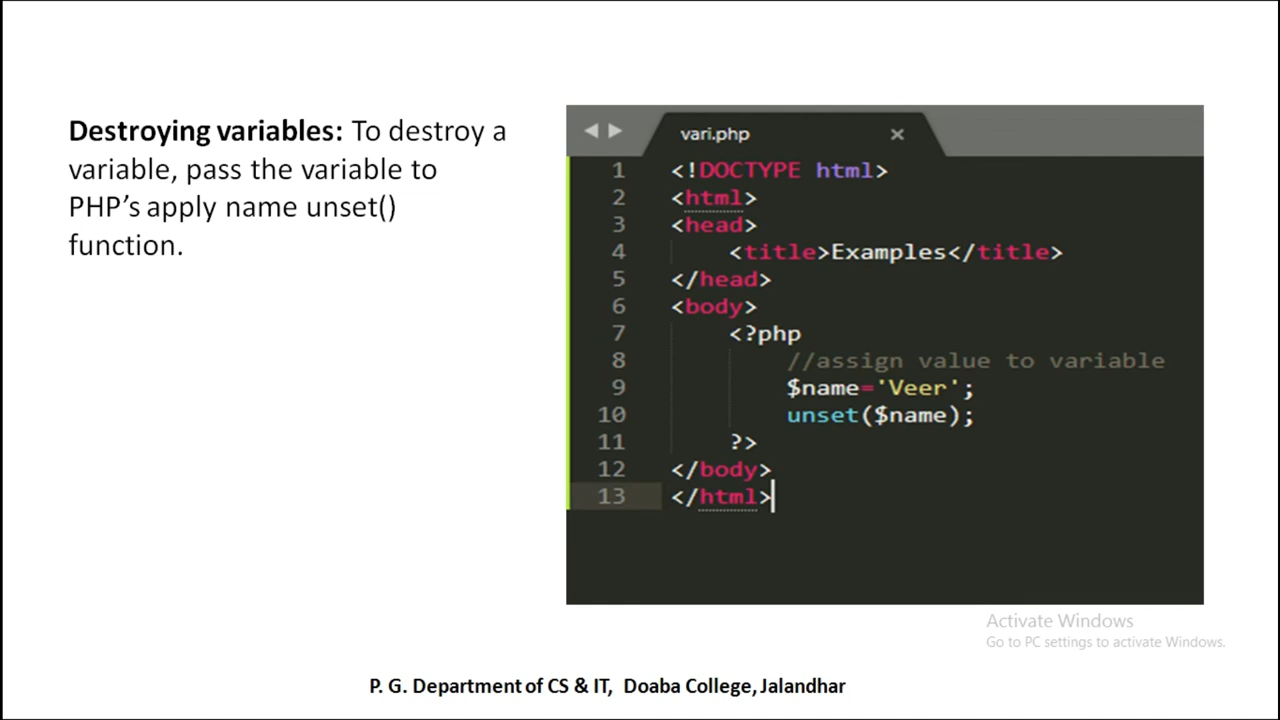 Destroying variables: To destroy a
variable, pass the variable to
PHP’s apply name unset()
function.
vari.php
1 <!DOCTYPE html>
2 <html>
3 <head>
4 <title>Examples</title>
5 </head>
6 <body>
7 <?php
8 //assign value to variable
9 $name='Veer';
10 unset($name);
11 ?>
12 </body>
13 </html>
Activate Windows
Go to PC settings to activate Windows.
P. G. Department of CS & IT, Doaba College, Jalandhar